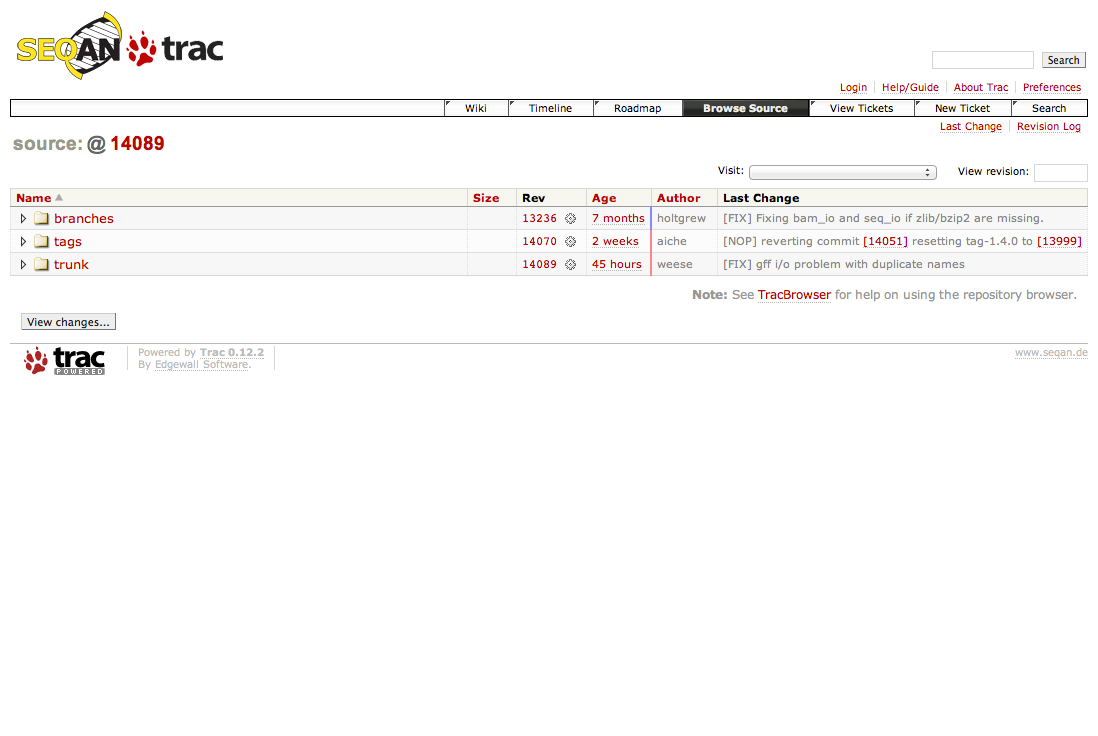 SEQAN trac
Search
Login Help/Guide About Trac Preferences
Wiki Timeline Roadmap Browse Source View Tickets New Ticket Search
Last Change Revision Log
source: @ 14089
Visit: View revision:
Name Size Rev Age Author Last Change
branches 13236 7 months holtgrew [FIX] Fixing bam_io and seq_io if zlib/bzip2 are missing.
tags 14070 2 weeks aiche [NOP] reverting commit [14051] resetting tag-1.4.0 to [13999]
trunk 14089 45 hours weese [FIX] gff i/o problem with duplicate names
Note: See TracBrowser for help on using the repository browser.
View changes...
trac POWERED
Powered by Trac 0.12.2
By Edgewall Software.
www.seqan.de